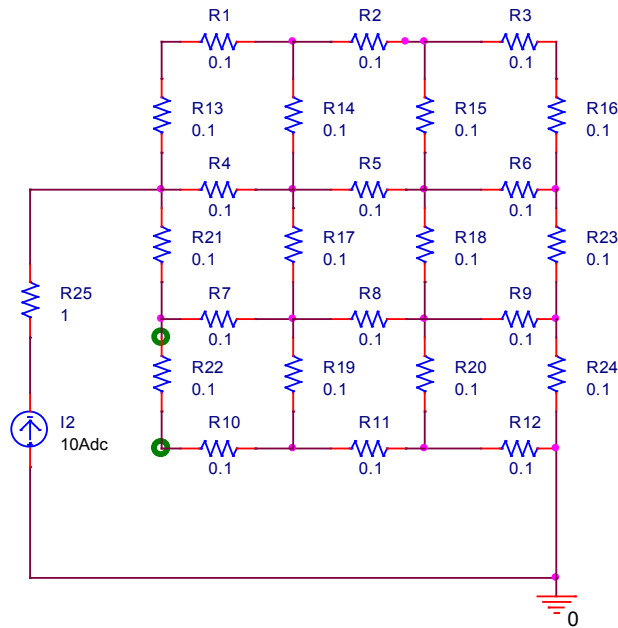 R1 R2 R3
0.1 0.1 0.1
R13 R14 R15 R16
0.1 0.1 0.1 0.1
R4 R5 R6
0.1 0.1 0.1
R21 R17 R18 R23
0.1 0.1 0.1 0.1
R25
1
R7 R8 R9
0.1 0.1 0.1
R22 R19 R20 R24
0.1 0.1 0.1 0.1
I2
10Adc
R10 R11 R12
0.1 0.1 0.1
0